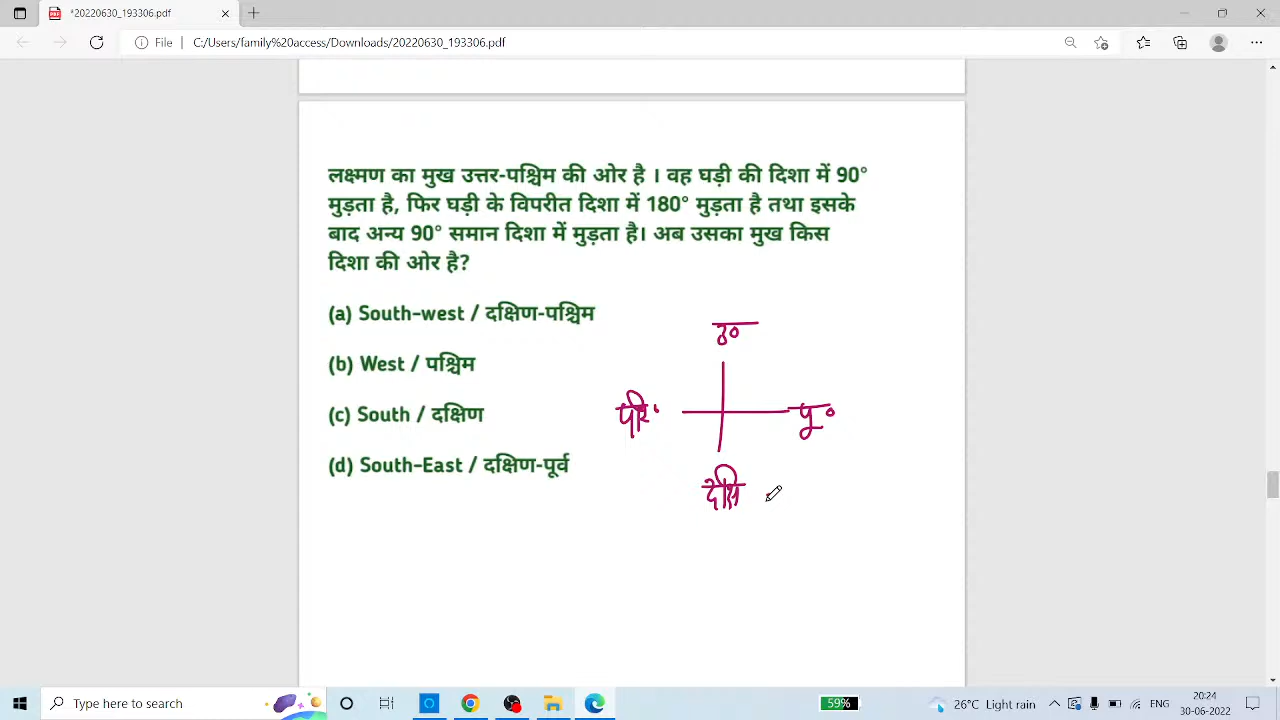 *20220630_193306.pdf
File
C:/Users/family%20access/Downloads/20220630_193306.pdf
लक्ष्मण का मुख उत्तर-पश्चिम की ओर है । वह घड़ी की दिशा में 90°
मुड़ता है, फिर घड़ी के विपरीत दिशा में 180° मुड़ता है तथा इसके
बाद अन्य 90° समान दिशा में मुड़ता है। अब उसका मुख किस
दिशा की ओर है?
(a) South-west / दक्षिण-पश्चिम
(b) West / पश्चिम
(c) South / दक्षिण
(d) South-East / दक्षिण-पूर्व
उ०
पू०
Type here to search
59%
26°C Light rain
ENG
20:24
30-06-2022